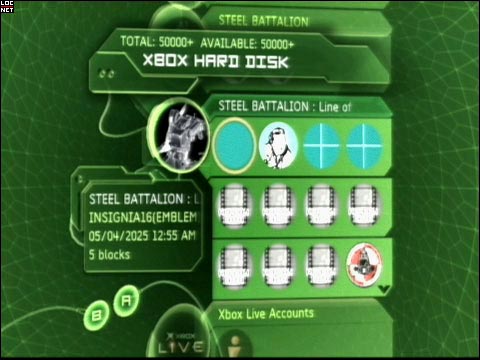 LOC
NET
STEEL BATTALION
TOTAL: 50000+ AVAILABLE: 50000+
XBOX HARD DISK
STEEL BATTALION : Line of
STEEL BATTALION : L
INSIGNIA16(EMBLEM
05/04/2025 12:55 AM
5 blocks
B A
Xbox Live Accounts
XBOX
LIVE